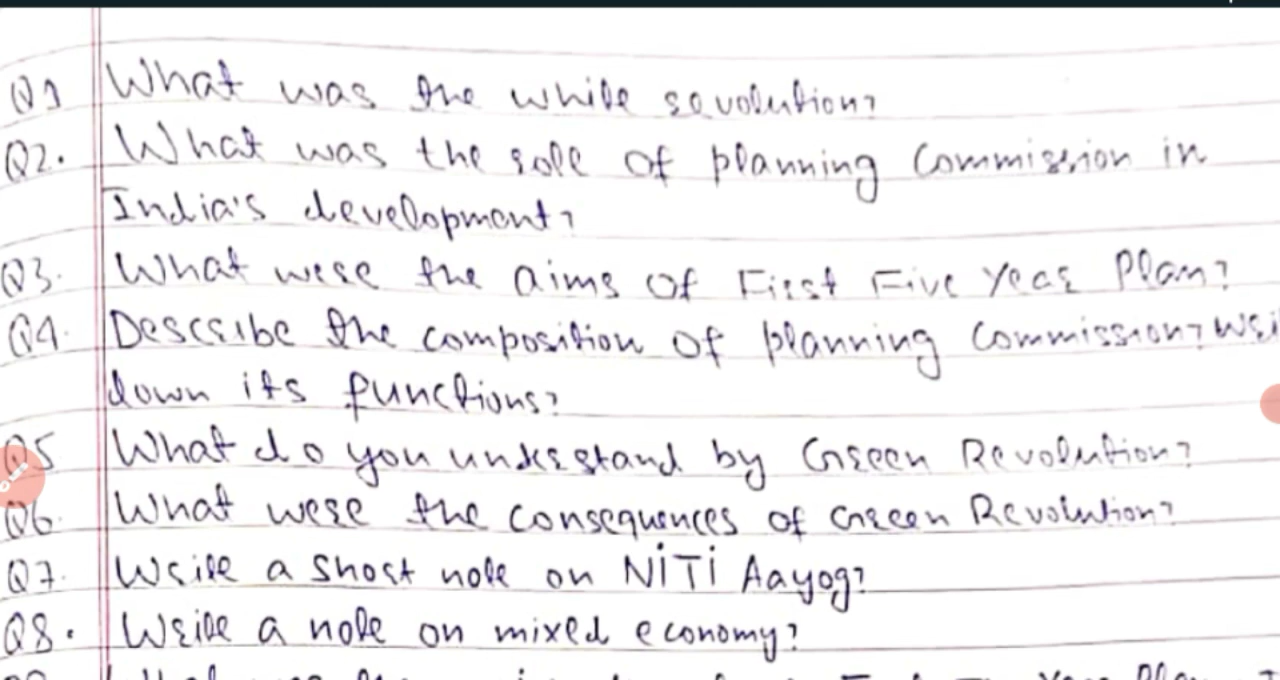 Q1 What was the white revolution?
Q2. What was the role of planning Commission in
India's development?
Q3. What were the aims of First Five Year Plan?
Q4. Describe the composition of planning Commission?
down its functions?
Q5 What do you understand by Green Revolution?
Q6. What were the consequences of Green Revolution?
Q7. Write a short note on NITI Aayog?
Q8. Write a note on mixed economy?